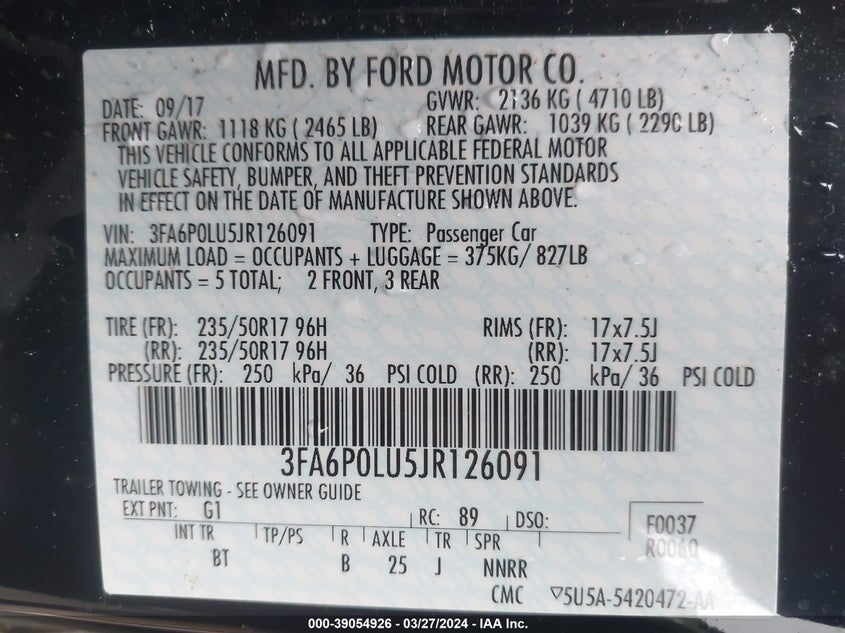 MFD. BY FORD MOTOR CO.
DATE: 09/17 GVWR: 2136 KG ( 4710 LB)
FRONT GAWR: 1118 KG ( 2465 LB) REAR GAWR: 1039 KG ( 2290 LB)
THIS VEHICLE CONFORMS TO ALL APPLICABLE FEDERAL MOTOR
VEHICLE SAFETY, BUMPER, AND THEFT PREVENTION STANDARDS
IN EFFECT ON THE DATE OF MANUFACTURE SHOWN ABOVE.
VIN: 3FA6P0LU5JR126091 TYPE: Passenger Car
MAXIMUM LOAD = OCCUPANTS + LUGGAGE = 375KG/ 827LB
OCCUPANTS = 5 TOTAL; 2 FRONT, 3 REAR
TIRE (FR): 235/50R17 96H RIMS (FR): 17x7.5J
(RR): 235/50R17 96H (RR): 17x7.5J
PRESSURE (FR): 250 kPa/ 36 PSI COLD (RR): 250 kPa/ 36 PSI COLD
3FA6P0LU5JR126091
TRAILER TOWING - SEE OWNER GUIDE
EXT PNT: G1 RC: 89 DSO: F0037
INT TR TP/PS R AXLE TR SPR R0060
BT B 25 J NNRR
CMC ▽5U5A-5420472-AA
000-39054926 - 03/27/2024 - IAA Inc.